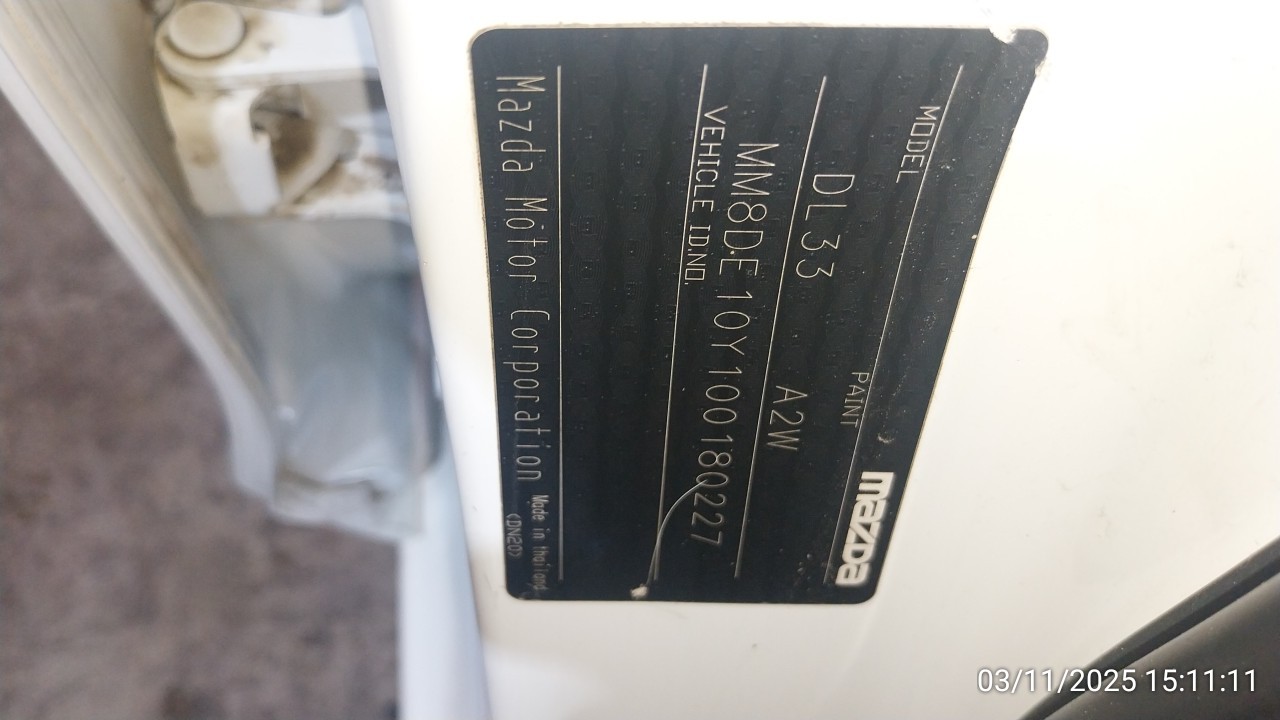 mazDa
MODEL PAINT
DL33 A2W
MM8DE10Y100180227
VEHICLE ID.NO.
Mazda Motor Corporation Made in thailand
<DN20>
03/11/2025 15:11:11